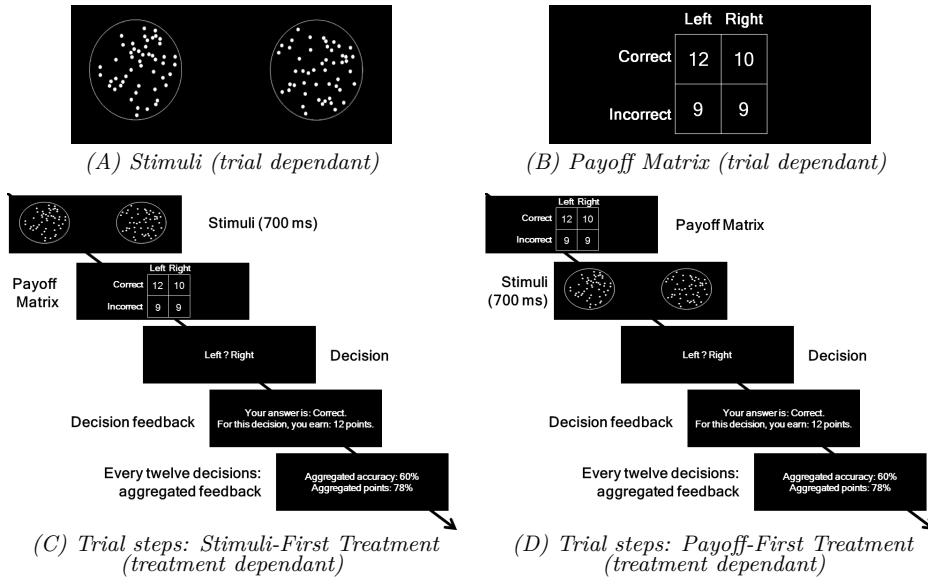 Left Right
Correct 12 10
Incorrect 9 9
(A) Stimuli (trial dependant)
(B) Payoff Matrix (trial dependant)
Stimuli (700 ms)
Left Right
Payoff
Matrix
Correct 12 10
Incorrect 9 9
Left ? Right
Decision
Decision feedback
Your answer is: Correct.
For this decision, you earn: 12 points.
Every twelve decisions:
aggregated feedback
Aggregated accuracy: 60%
Aggregated points: 78%
(C) Trial steps: Stimuli-First Treatment
(treatment dependant)
Left Right
Correct 12 10
Incorrect 9 9
Payoff Matrix
Stimuli
(700 ms)
Left ? Right
Decision
Decision feedback
Your answer is: Correct.
For this decision, you earn: 12 points.
Every twelve decisions:
aggregated feedback
Aggregated accuracy: 60%
Aggregated points: 78%
(D) Trial steps: Payoff-First Treatment
(treatment dependant)